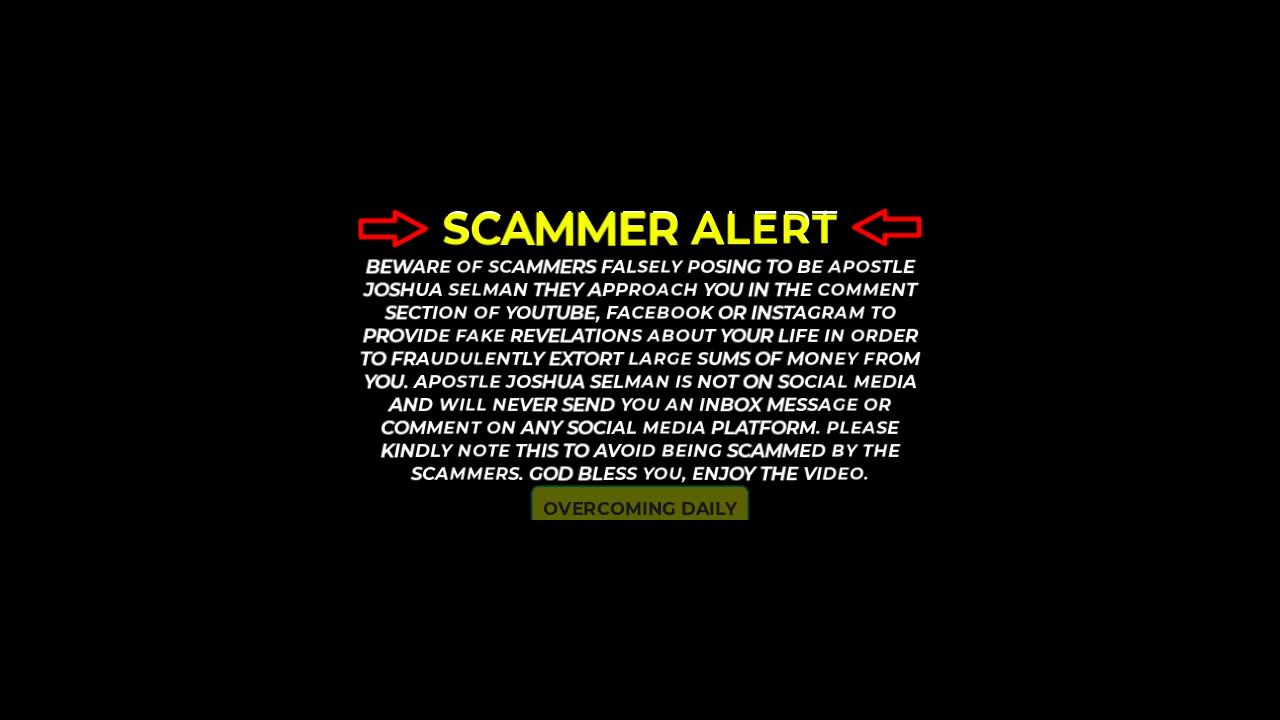 SCAMMER ALERT
BEWARE OF SCAMMERS FALSELY POSING TO BE APOSTLE
JOSHUA SELMAN THEY APPROACH YOU IN THE COMMENT
SECTION OF YOUTUBE, FACEBOOK OR INSTAGRAM TO
PROVIDE FAKE REVELATIONS ABOUT YOUR LIFE IN ORDER
TO FRAUDULENTLY EXTORT LARGE SUMS OF MONEY FROM
YOU. APOSTLE JOSHUA SELMAN IS NOT ON SOCIAL MEDIA
AND WILL NEVER SEND YOU AN INBOX MESSAGE OR
COMMENT ON ANY SOCIAL MEDIA PLATFORM. PLEASE
KINDLY NOTE THIS TO AVOID BEING SCAMMED BY THE
SCAMMERS. GOD BLESS YOU, ENJOY THE VIDEO.
OVERCOMING DAILY